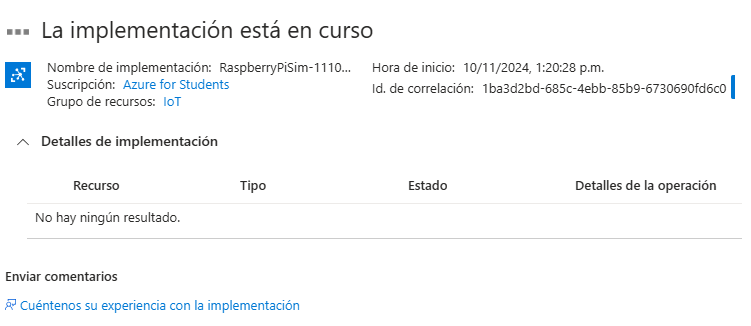 La implementación está en curso
Nombre de implementación: RaspberryPiSim-1110...
Hora de inicio: 10/11/2024, 1:20:28 p.m.
Suscripción: Azure for Students
Id. de correlación: 1ba3d2bd-685c-4ebb-85b9-6730690fd6c0
Grupo de recursos: IoT
Detalles de implementación
Recurso Tipo Estado Detalles de la operación
No hay ningún resultado.
Enviar comentarios
Cuéntenos su experiencia con la implementación